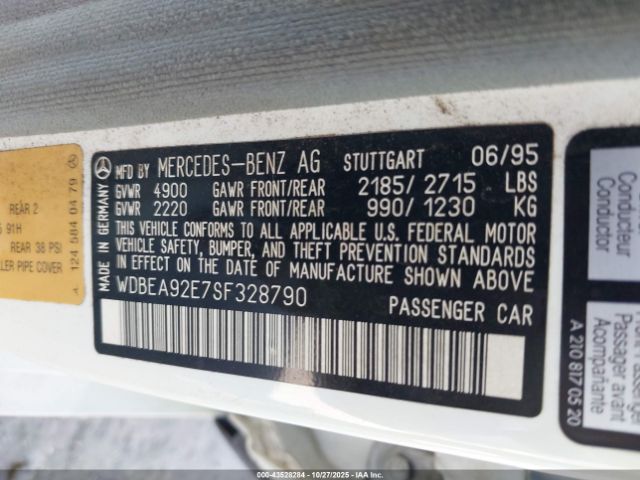 REAR 2
91H
REAR 38 PSI
LLER PIPE COVER
A 124 584 04 79
MADE IN GERMANY
MFD BY MERCEDES-BENZ AG STUTTGART 06/95
GVWR 4900 GAWR FRONT/REAR 2185/2715 LBS
GVWR 2220 GAWR FRONT/REAR 990/1230 KG
THIS VEHICLE CONFORMS TO ALL APPLICABLE U.S. FEDERAL MOTOR
VEHICLE SAFETY, BUMPER, AND THEFT PREVENTION STANDARDS
IN EFFECT ON THE DATE OF MANUFACTURE SHOWN ABOVE
WDBEA92E7SF328790
PASSENGER CAR
Conductor
Conductor
Passager avant
Acompañante
A 210 817 05 20
000-43528284 - 10/27/2025 - IAAI.COM